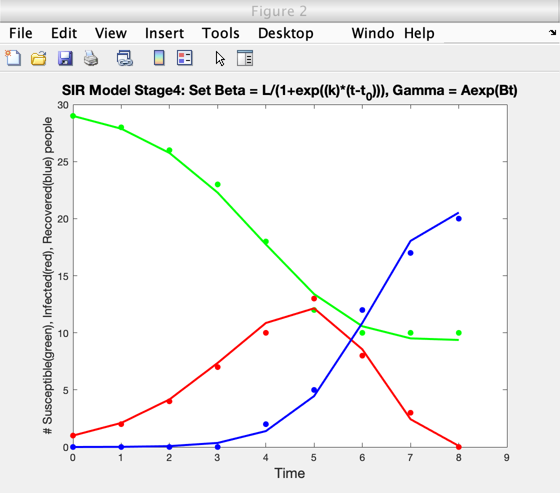 Figure 2
File Edit View Insert Tools Desktop Windo Help
SIR Model Stage4: Set Beta = L/(1+exp((k)*(t-t0))), Gamma = Aexp(Bt)
# Susceptible(green), Infected(red), Recovered(blue) people
30
25
20
15
10
5
0
0 1 2 3 4 5 6 7 8 9
Time